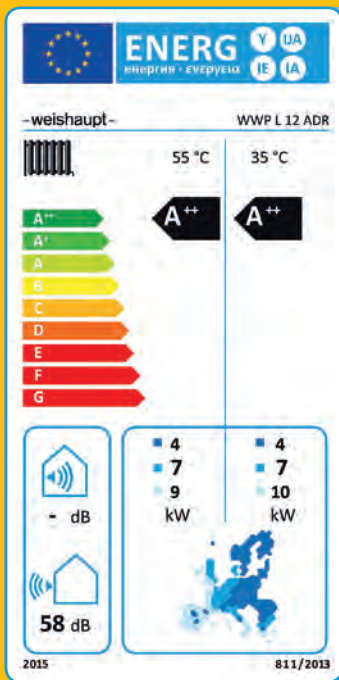 ENERG
енергия · ενεργεια
Y IJA
IE IA
-weishaupt-
WWP L 12 ADR
55 °C 35 °C
A++ A++
A++
A+
A
B
C
D
E
F
G
4 4
7 7
9 10
kW kW
- dB
58 dB
2015 811/2013